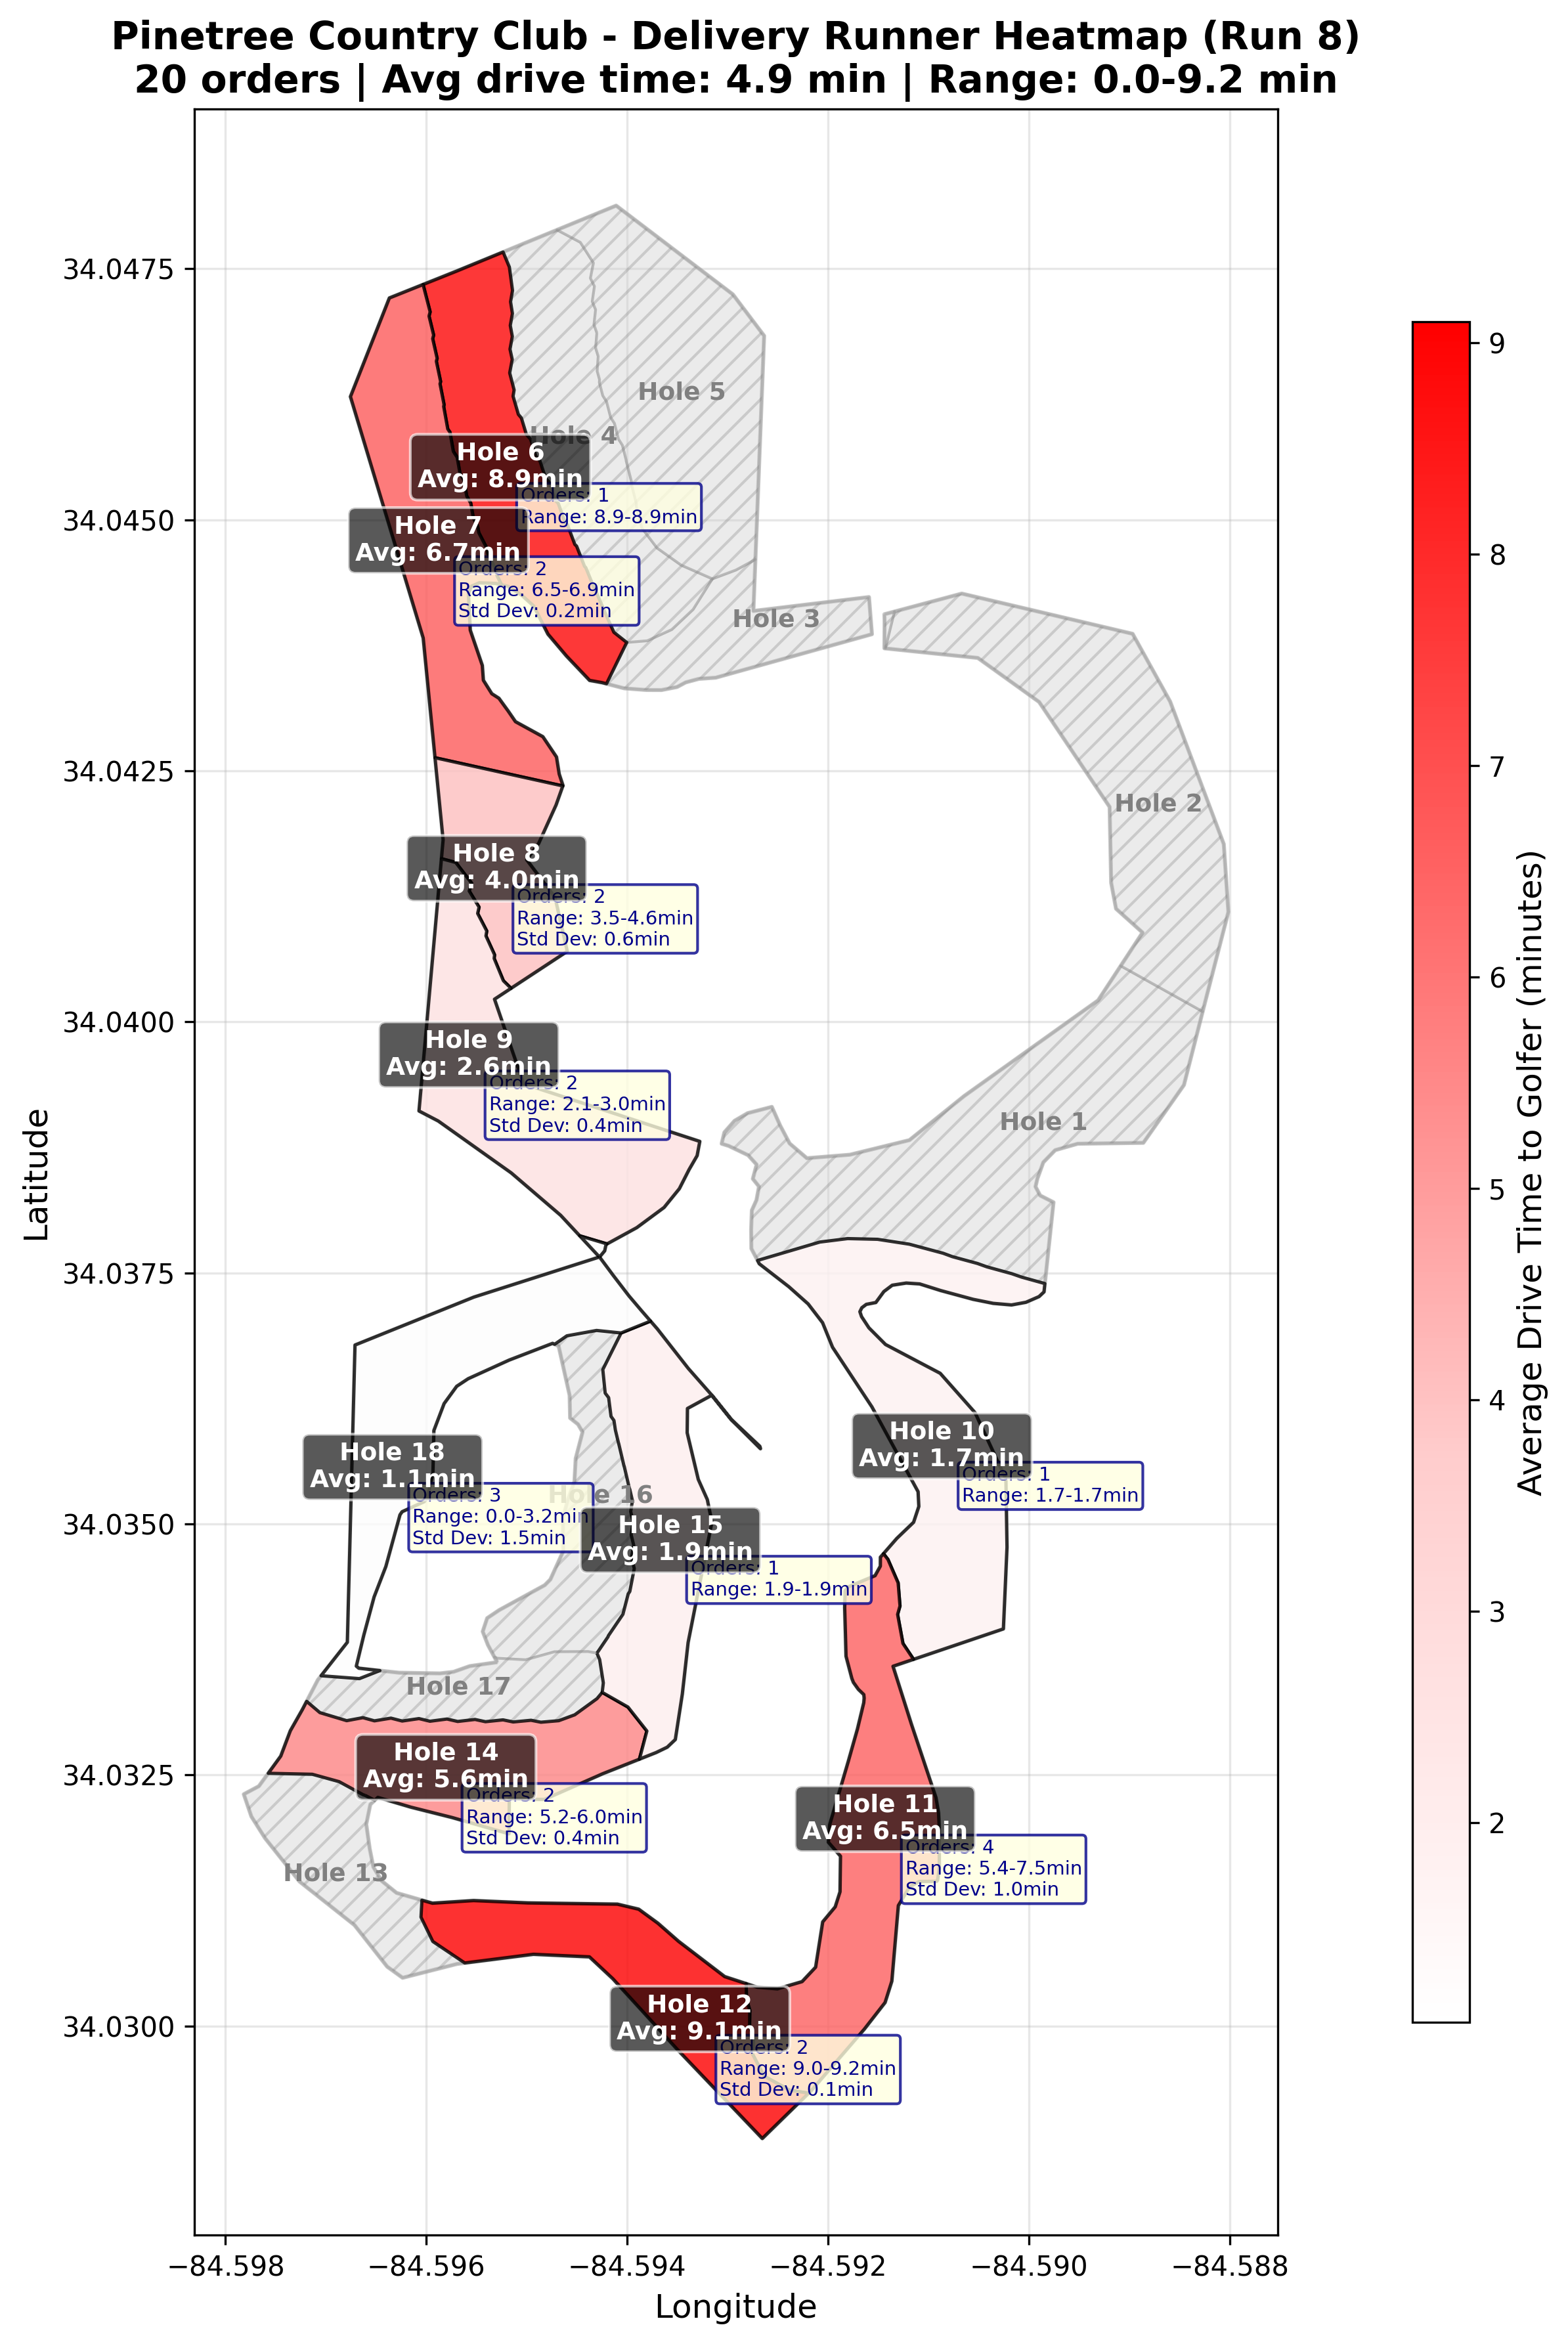 Pinetree Country Club - Delivery Runner Heatmap (Run 8)
20 orders | Avg drive time: 4.9 min | Range: 0.0-9.2 min
34.0475
34.0450
34.0425
34.0400
34.0375
34.0350
34.0325
34.0300
Latitude
Hole 5
Hole 4
Hole 6
Avg: 8.9min
Orders: 1
Range: 8.9-8.9min
Hole 7
Avg: 6.7min
Orders: 2
Range: 6.5-6.9min
Std Dev: 0.2min
Hole 3
Hole 2
Hole 8
Avg: 4.0min
Orders: 2
Range: 3.5-4.6min
Std Dev: 0.6min
Hole 9
Avg: 2.6min
Orders: 2
Range: 2.1-3.0min
Std Dev: 0.4min
Hole 1
Hole 10
Avg: 1.7min
Orders: 1
Range: 1.7-1.7min
Hole 18
Avg: 1.1min
Orders: 3
Range: 0.0-3.2min
Std Dev: 1.5min
Hole 16
Hole 15
Avg: 1.9min
Orders: 1
Range: 1.9-1.9min
Hole 17
Hole 14
Avg: 5.6min
Orders: 2
Range: 5.2-6.0min
Std Dev: 0.4min
Hole 11
Avg: 6.5min
Orders: 4
Range: 5.4-7.5min
Std Dev: 1.0min
Hole 13
Hole 12
Avg: 9.1min
Orders: 2
Range: 9.0-9.2min
Std Dev: 0.1min
−84.598
−84.596
−84.594
−84.592
−84.590
−84.588
Longitude
9
8
7
6
5
4
3
2
Average Drive Time to Golfer (minutes)